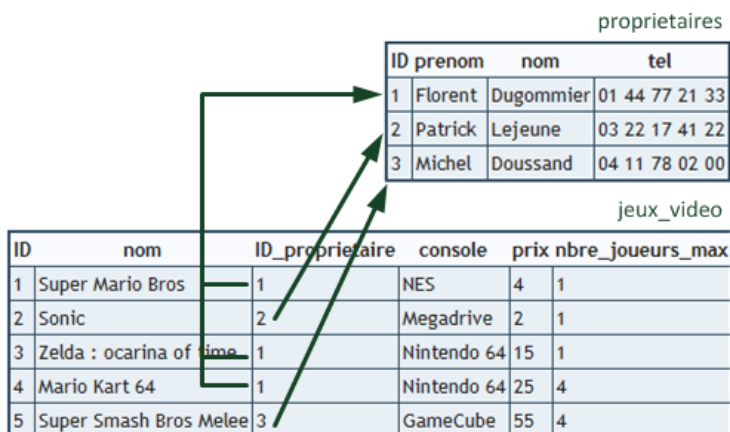 proprietaires
ID prenom nom tel
1 Florent Dugommier 01 44 77 21 33
2 Patrick Lejeune 03 22 17 41 22
3 Michel Doussand 04 11 78 02 00
jeux_video
ID nom ID_proprietaire console prix nbre_joueurs_max
1 Super Mario Bros 1 NES 4 1
2 Sonic 2 Megadrive 2 1
3 Zelda : ocarina of time 1 Nintendo 64 15 1
4 Mario Kart 64 1 Nintendo 64 25 4
5 Super Smash Bros Melee 3 GameCube 55 4